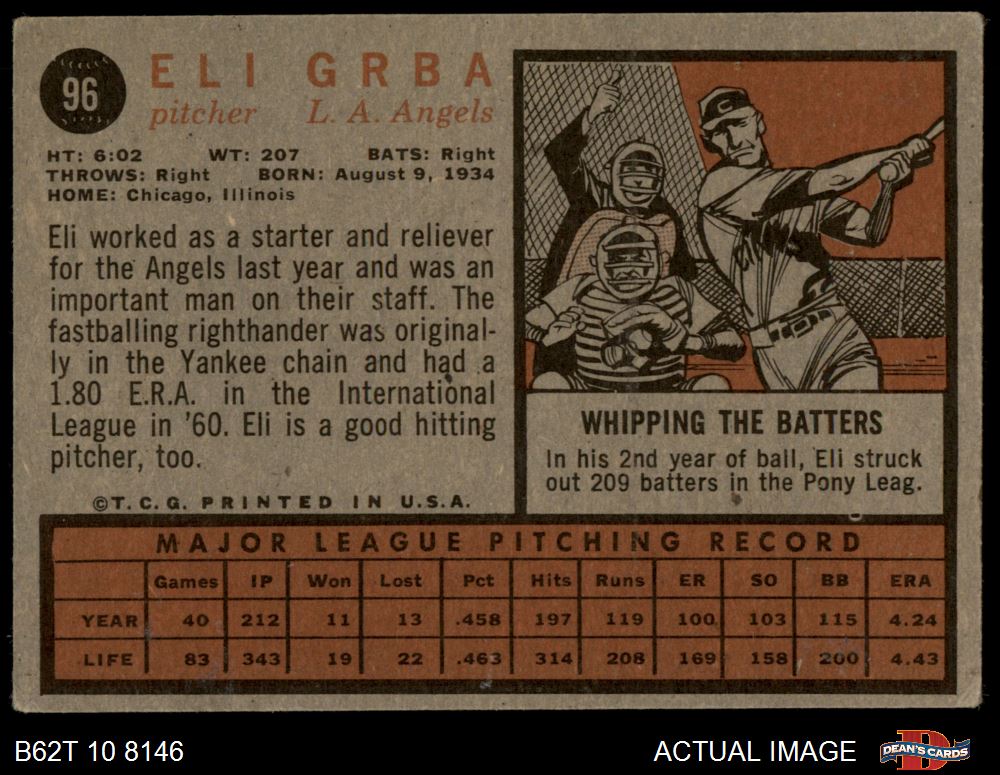 96
ELI GRBA
pitcher L. A. Angels
HT: 6:02 WT: 207 BATS: Right
THROWS: Right BORN: August 9, 1934
HOME: Chicago, Illinois
Eli worked as a starter and reliever
for the Angels last year and was an
important man on their staff. The
fastballing righthander was original-
ly in the Yankee chain and had a
1.80 E.R.A. in the International
League in '60. Eli is a good hitting
pitcher, too.
©T.C.G. PRINTED IN U.S.A.
C
WHIPPING THE BATTERS
In his 2nd year of ball, Eli struck
out 209 batters in the Pony Leag.
MAJOR LEAGUE PITCHING RECORD
Games IP Won Lost Pct Hits Runs ER SO BB ERA
YEAR 40 212 11 13 .458 197 119 100 103 115 4.24
LIFE 83 343 19 22 .463 314 208 169 158 200 4.43
B62T 10 8146 ACTUAL IMAGE DEAN'S CARDS